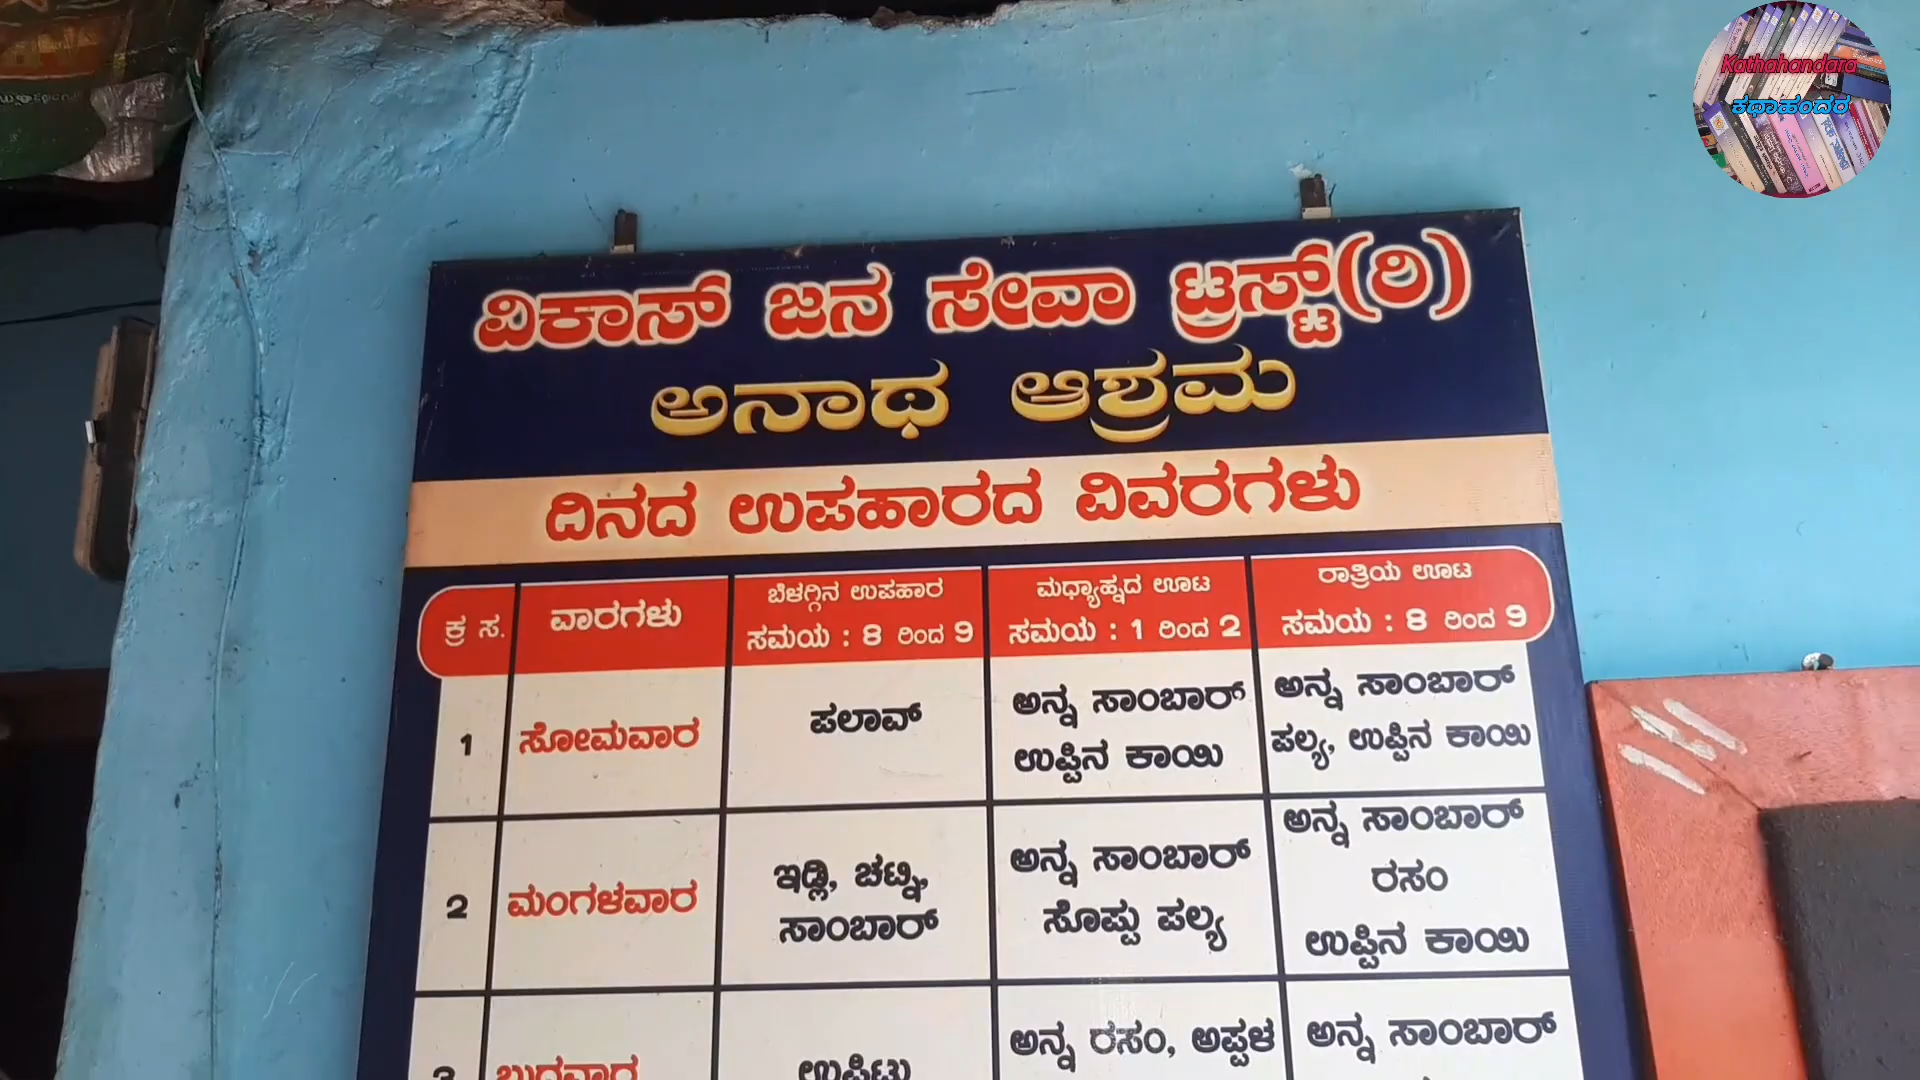 Kathahandara
ಕಥಾಹಂದರ
ವಿಕಾಸ್ ಜನ ಸೇವಾ ಟ್ರಸ್ಟ್(ರಿ)
ಅನಾಥ ಆಶ್ರಮ
ದಿನದ ಉಪಹಾರದ ವಿವರಗಳು
ಕ್ರ ಸ. ವಾರಗಳು ಬೆಳಗ್ಗಿನ ಉಪಹಾರ ಮಧ್ಯಾಹ್ನದ ಊಟ ರಾತ್ರಿಯ ಊಟ
ಸಮಯ : 8 ರಿಂದ 9 ಸಮಯ : 1 ರಿಂದ 2 ಸಮಯ : 8 ರಿಂದ 9
1 ಸೋಮವಾರ ಪಲಾವ್ ಅನ್ನ ಸಾಂಬಾರ್ ಅನ್ನ ಸಾಂಬಾರ್
ಉಪ್ಪಿನ ಕಾಯಿ ಪಲ್ಯ, ಉಪ್ಪಿನ ಕಾಯಿ
2 ಮಂಗಳವಾರ ಇಡ್ಲಿ, ಚಟ್ನಿ, ಅನ್ನ ಸಾಂಬಾರ್ ಅನ್ನ ಸಾಂಬಾರ್
ಸಾಂಬಾರ್ ಸೊಪ್ಪು ಪಲ್ಯ ರಸಂ
ಉಪ್ಪಿನ ಕಾಯಿ
ಅನ್ನ ರಸಂ, ಅಪ್ಪಳ ಅನ್ನ ಸಾಂಬಾರ್